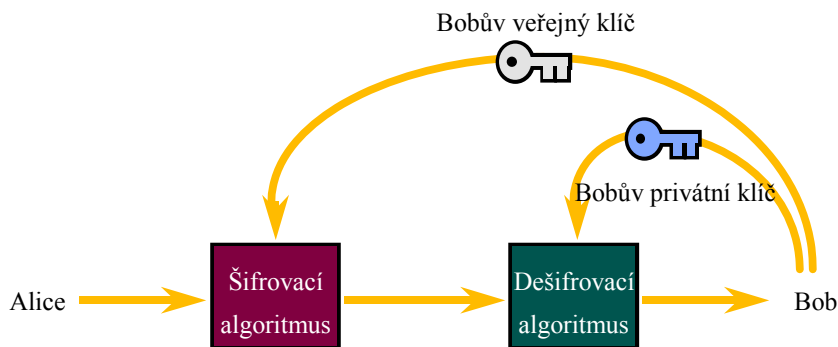 Bobův veřejný klíč
Bobův privátní klíč
Alice
Šifrovací
algoritmus
Dešifrovací
algoritmus
Bob